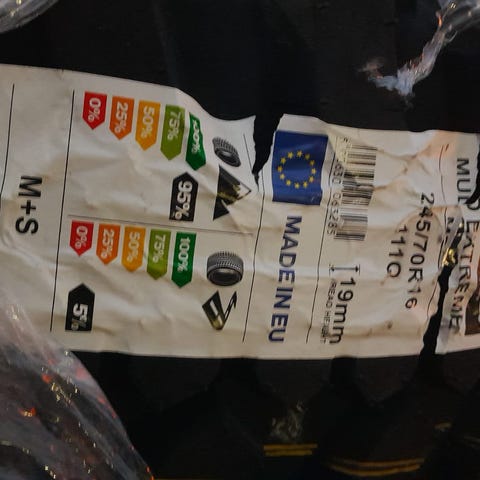 EXTREME
245/70R16
111Q
19mm
TREAD HEIGHT
MADE IN EU
100%
75%
50%
25%
0%
95%
100%
75%
50%
25%
0%
5%
M+S